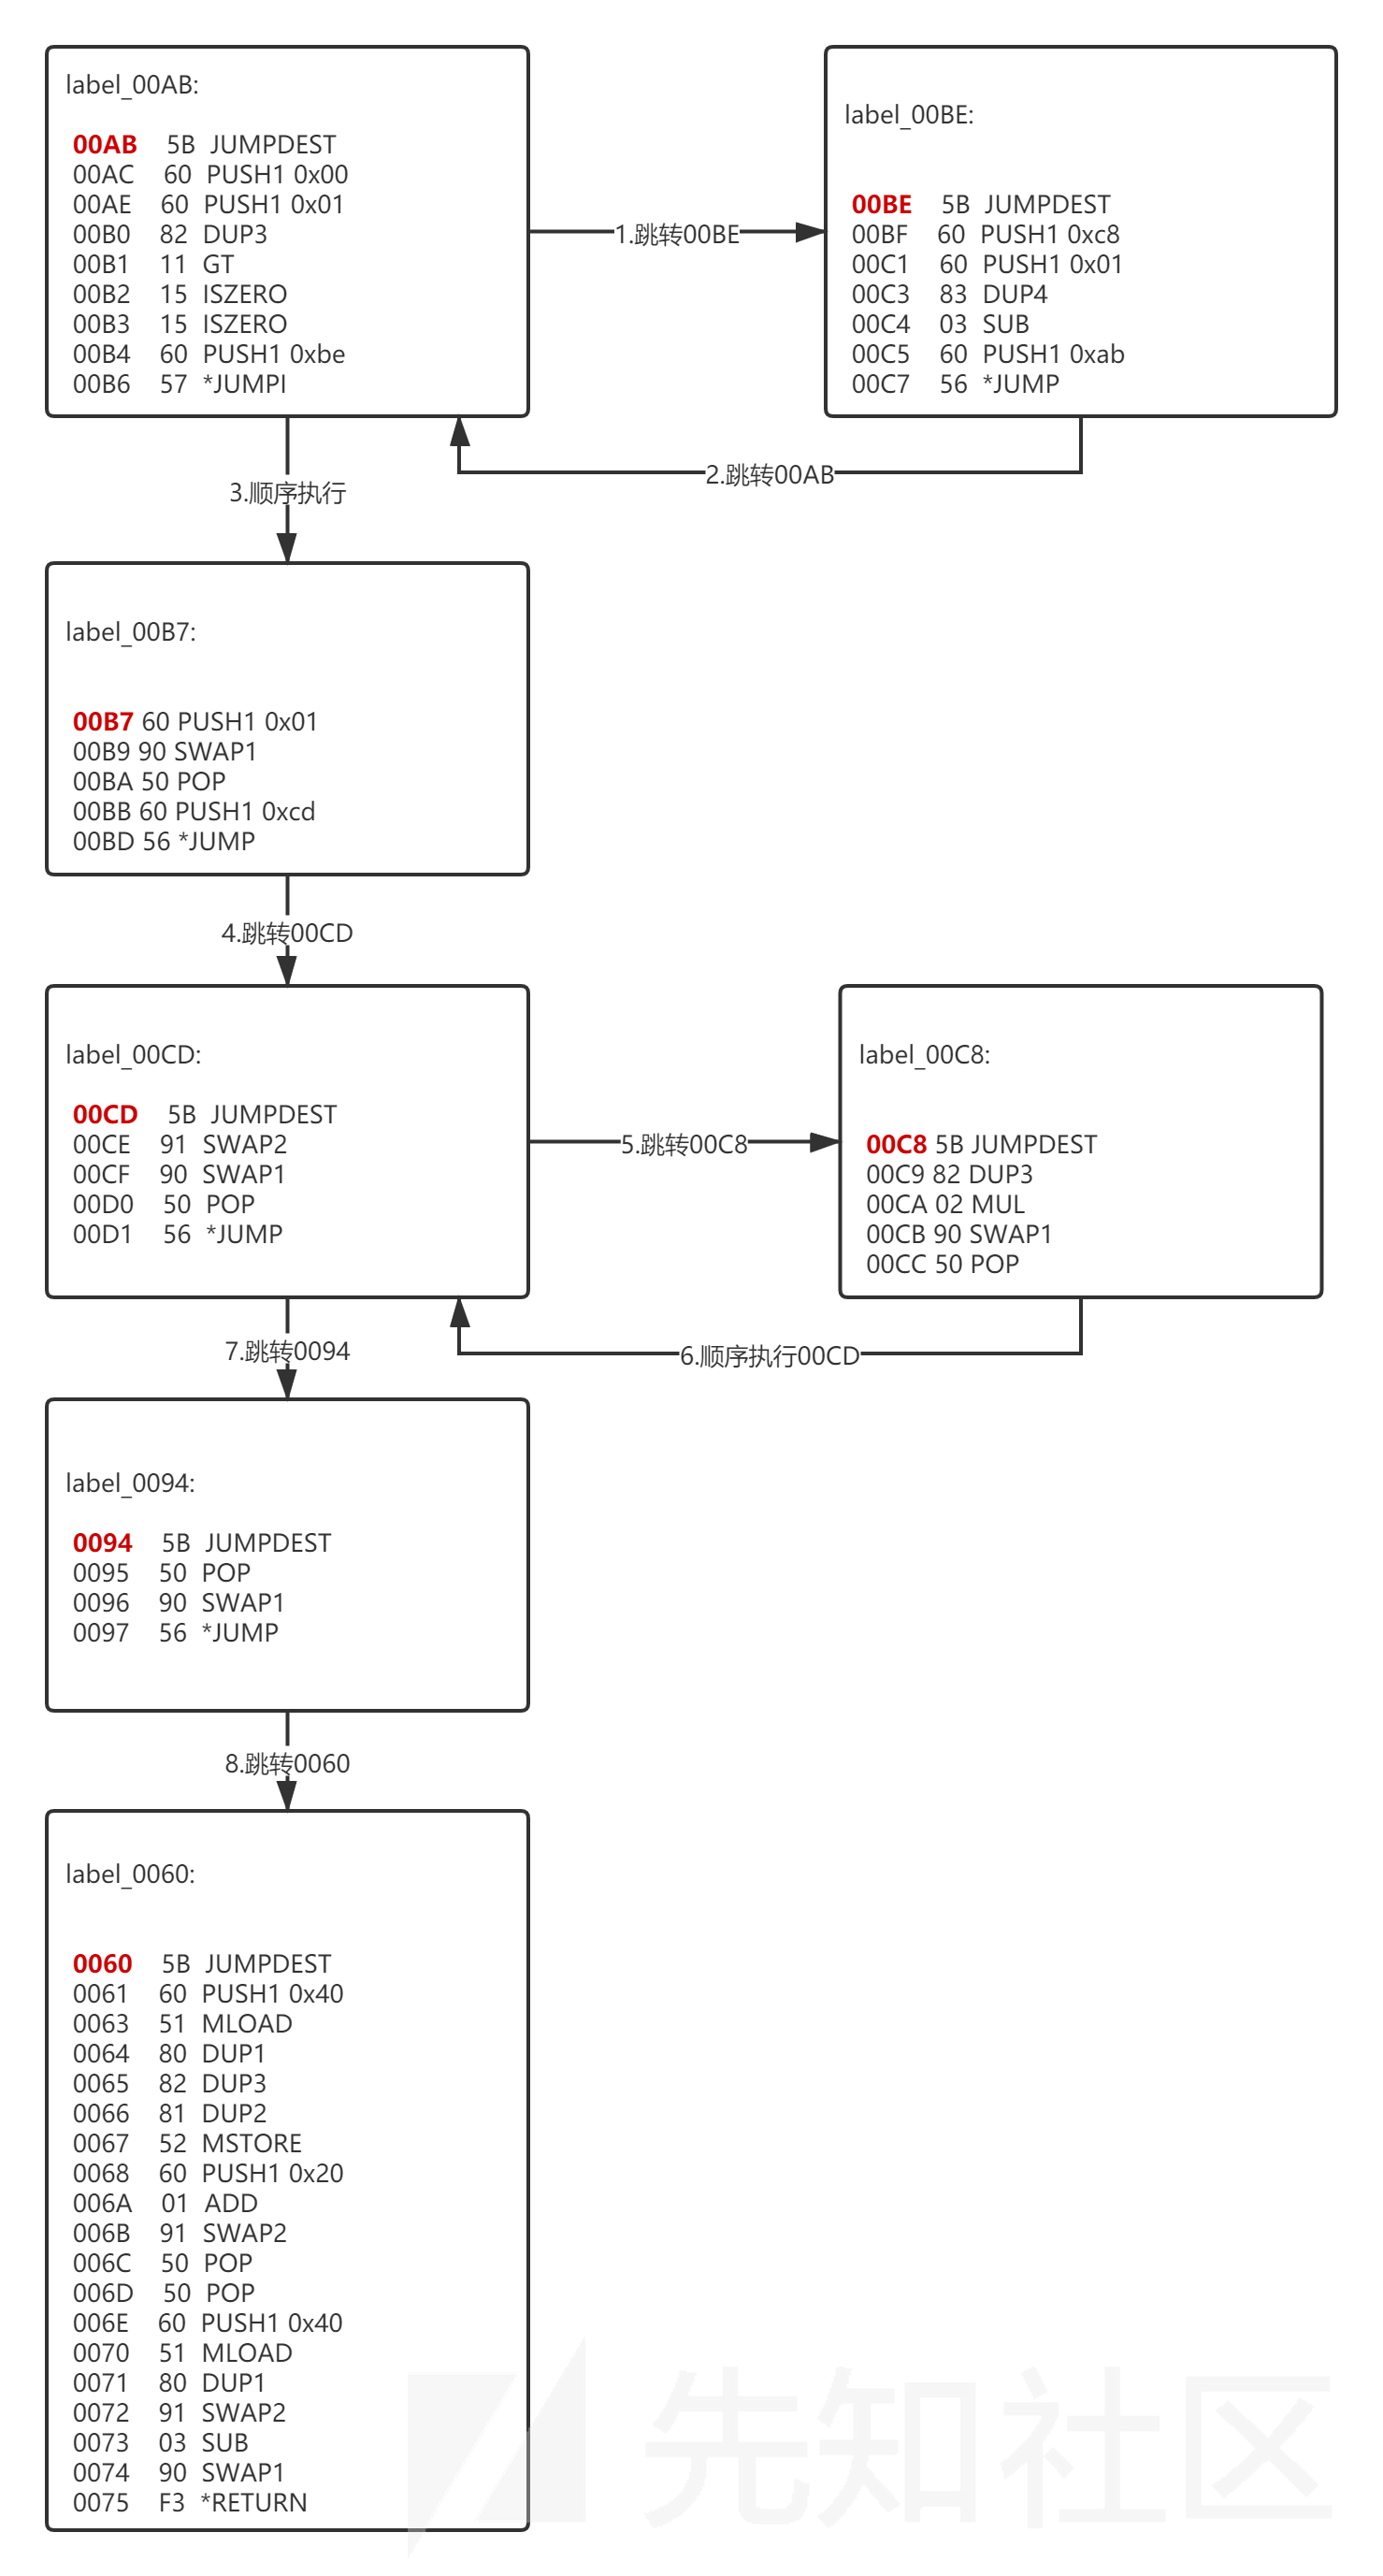 label_00AB:
00AB 5B JUMPDEST
00AC 60 PUSH1 0x00
00AE 60 PUSH1 0x01
00B0 82 DUP3
00B1 11 GT
00B2 15 ISZERO
00B3 15 ISZERO
00B4 60 PUSH1 0xbe
00B6 57 *JUMPI
1.跳转00BE
label_00BE:
00BE 5B JUMPDEST
00BF 60 PUSH1 0xc8
00C1 60 PUSH1 0x01
00C3 83 DUP4
00C4 03 SUB
00C5 60 PUSH1 0xab
00C7 56 *JUMP
2.跳转00AB
3.顺序执行
label_00B7:
00B7 60 PUSH1 0x01
00B9 90 SWAP1
00BA 50 POP
00BB 60 PUSH1 0xcd
00BD 56 *JUMP
4.跳转00CD
label_00CD:
00CD 5B JUMPDEST
00CE 91 SWAP2
00CF 90 SWAP1
00D0 50 POP
00D1 56 *JUMP
5.跳转00C8
label_00C8:
00C8 5B JUMPDEST
00C9 82 DUP3
00CA 02 MUL
00CB 90 SWAP1
00CC 50 POP
6.顺序执行00CD
7.跳转0094
label_0094:
0094 5B JUMPDEST
0095 50 POP
0096 90 SWAP1
0097 56 *JUMP
8.跳转0060
label_0060:
0060 5B JUMPDEST
0061 60 PUSH1 0x40
0063 51 MLOAD
0064 80 DUP1
0065 82 DUP3
0066 81 DUP2
0067 52 MSTORE
0068 60 PUSH1 0x20
006A 01 ADD
006B 91 SWAP2
006C 50 POP
006D 50 POP
006E 60 PUSH1 0x40
0070 51 MLOAD
0071 80 DUP1
0072 91 SWAP2
0073 03 SUB
0074 90 SWAP1
0075 F3 *RETURN
先知社区